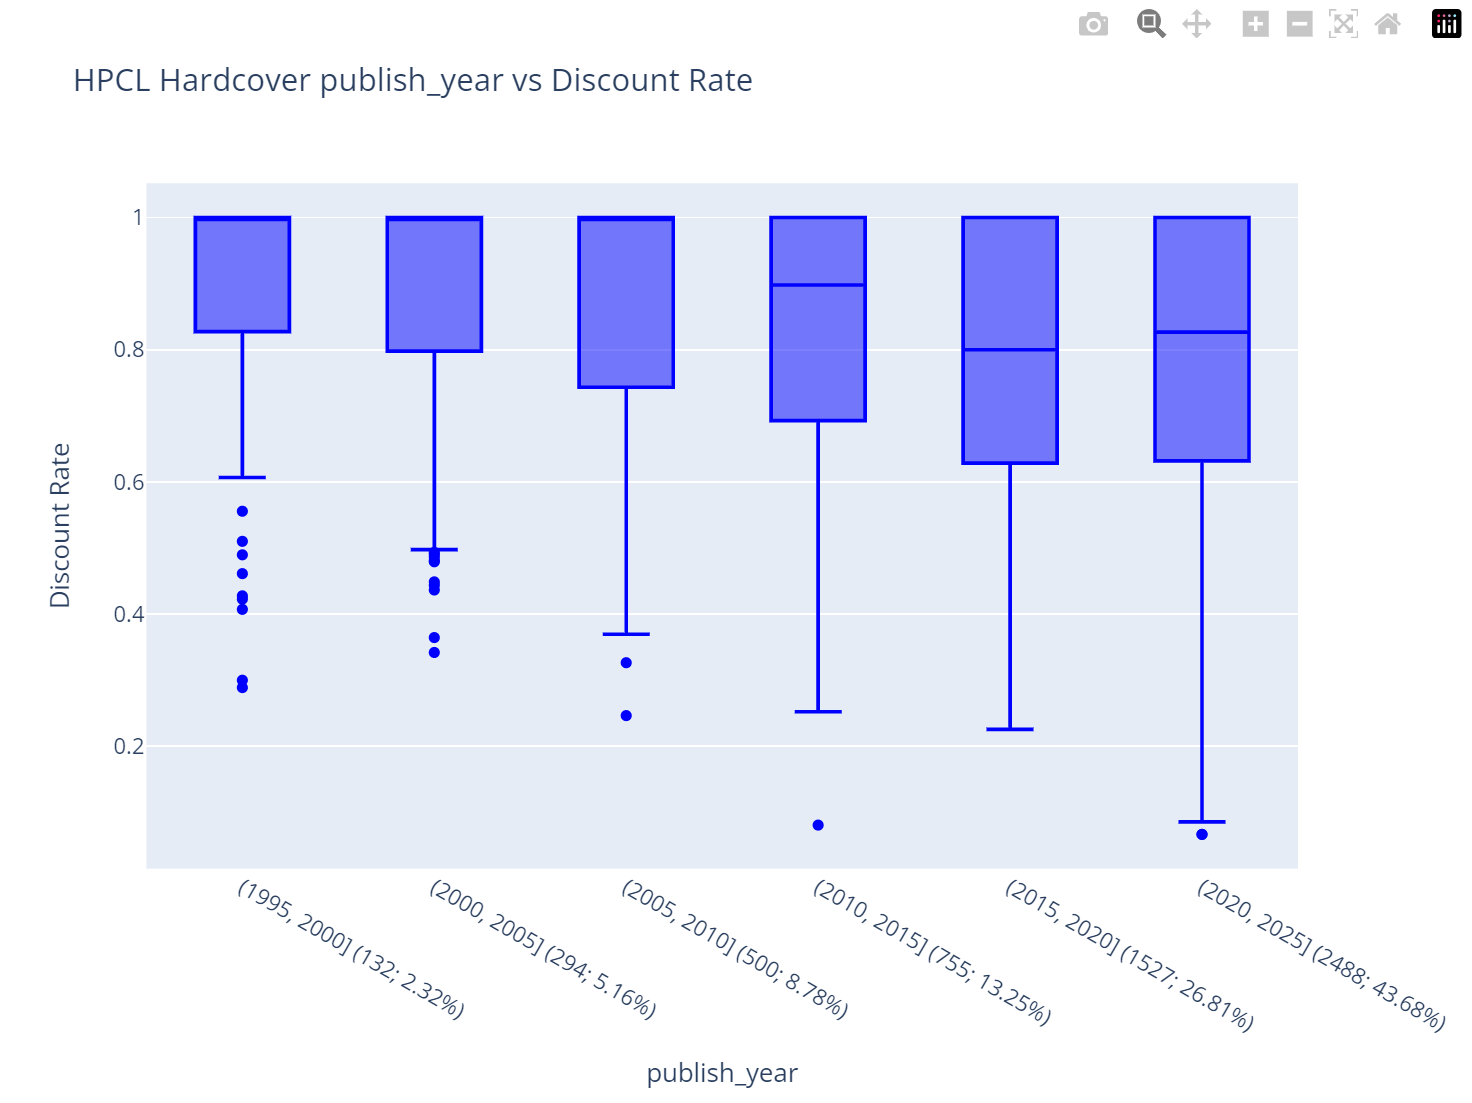 HPCL Hardcover publish_year vs Discount Rate
1
0.8
0.6
0.4
0.2
Discount Rate
(1995, 2000] (132; 2.32%)
(2000, 2005] (294; 5.16%)
(2005, 2010] (500; 8.78%)
(2010, 2015] (755; 13.25%)
(2015, 2020] (1527; 26.81%)
(2020, 2025] (2488; 43.68%)
publish_year